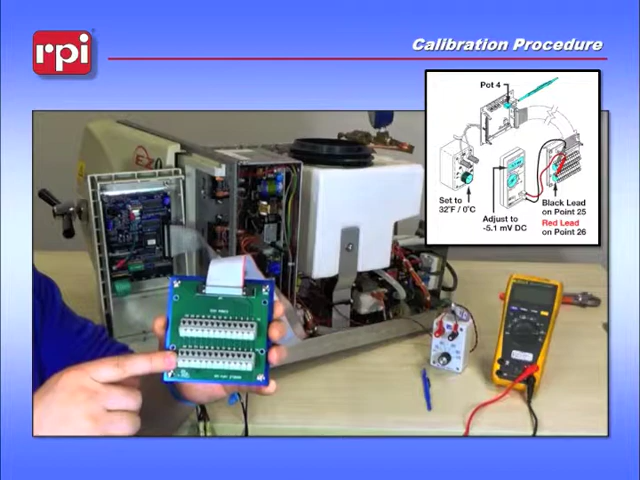 rpi
Calibration Procedure
Pot 4
Set to
32°F / 0°C
Adjust to
-5.1 mV DC
Black Lead
on Point 25
Red Lead
on Point 26